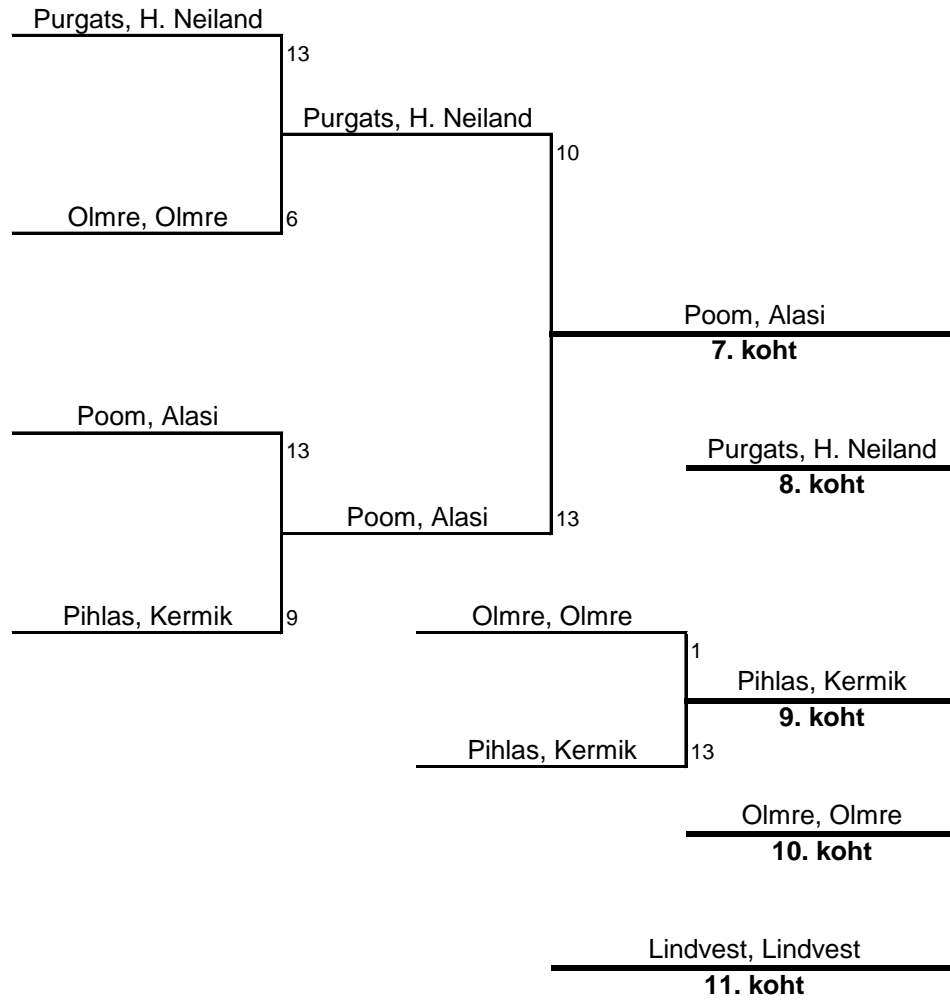 Purgats, H. Neiland
13
Purgats, H. Neiland
10
Olmre, Olmre
6
Poom, Alasi
7. koht
Poom, Alasi
13
Purgats, H. Neiland
8. koht
Poom, Alasi
13
Pihlas, Kermik
9
Olmre, Olmre
1
Pihlas, Kermik
9. koht
Pihlas, Kermik
13
Olmre, Olmre
10. koht
Lindvest, Lindvest
11. koht